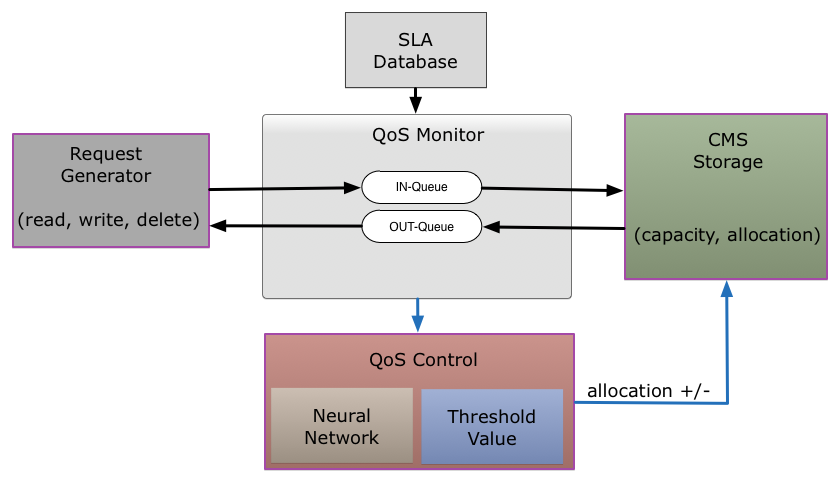 SLA
Database
QoS Monitor
Request
Generator
(read, write, delete)
IN-Queue
OUT-Queue
CMS
Storage
(capacity, allocation)
QoS Control
Neural
Network
Threshold
Value
allocation +/-